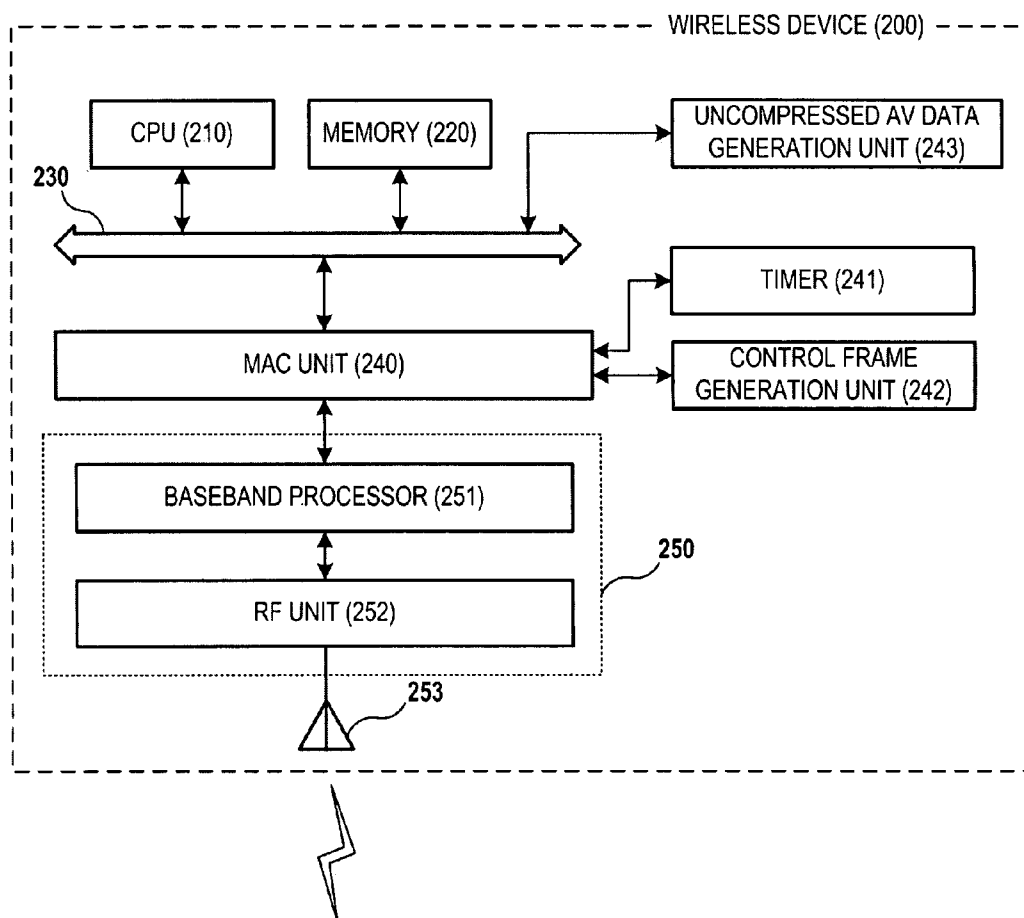 WIRELESS DEVICE (200)
CPU (210)
MEMORY (220)
UNCOMPRESSED AV DATA
GENERATION UNIT (243)
230
TIMER (241)
MAC UNIT (240)
CONTROL FRAME
GENERATION UNIT (242)
BASEBAND PROCESSOR (251)
250
RF UNIT (252)
253